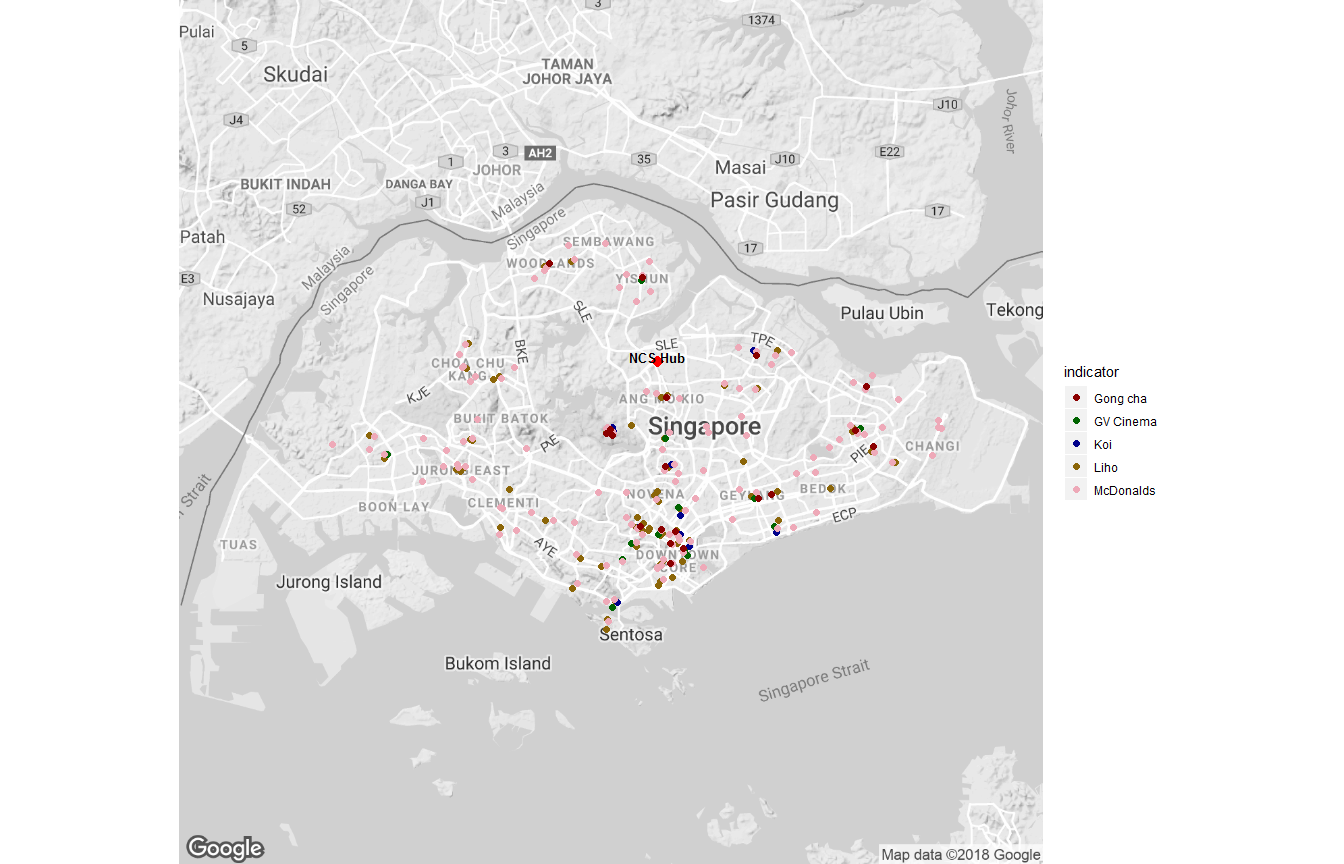 3
1374
Pulai
5
Skudai
TAMAN
JOHOR JAYA
J10
Johor River
J4
3
AH2
35
Masai
J10
E22
1
JOHOR
BUKIT INDAH
DANGA BAY
J1
Malaysia
Pasir Gudang
52
17
Singapore
Patah
SEMBAWANG
17
Malaysia
WOODLANDS
E3
Singapore
YISHUN
Nusajaya
SLE
Pulau Ubin
Tekong
TPE
SLE
BKE
NCS Hub
CHOA CHU
KANG
KJE
ANG MO KIO
BUKIT BATOK
Singapore
PIE
CHANGI
PIE
JURONG EAST
n Strait
NOVENA
GEYLANG
BEDOK
CLEMENTI
BOON LAY
ECP
TUAS
AYE
DOWNTOWN
CORE
Jurong Island
Sentosa
Bukom Island
Singapore Strait
Google
Map data ©2018 Google
indicator
Gong cha
GV Cinema
Koi
Liho
McDonalds